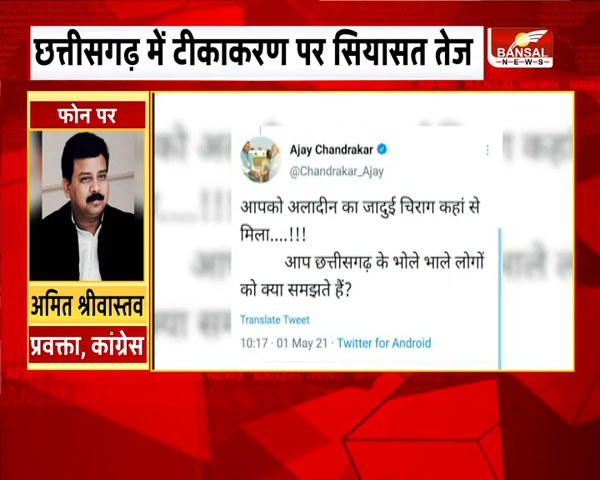 छत्तीसगढ़ में टीकाकरण पर सियासत तेज
BANSAL
NEWS
फोन पर
अमित श्रीवास्तव
प्रवक्ता, कांग्रेस
Ajay Chandrakar
@Chandrakar_Ajay
आपको अलादीन का जादुई चिराग कहां से
मिला....!!!
आप छत्तीसगढ़ के भोले भाले लोगों
को क्या समझते हैं?
Translate Tweet
10:17 · 01 May 21 · Twitter for Android